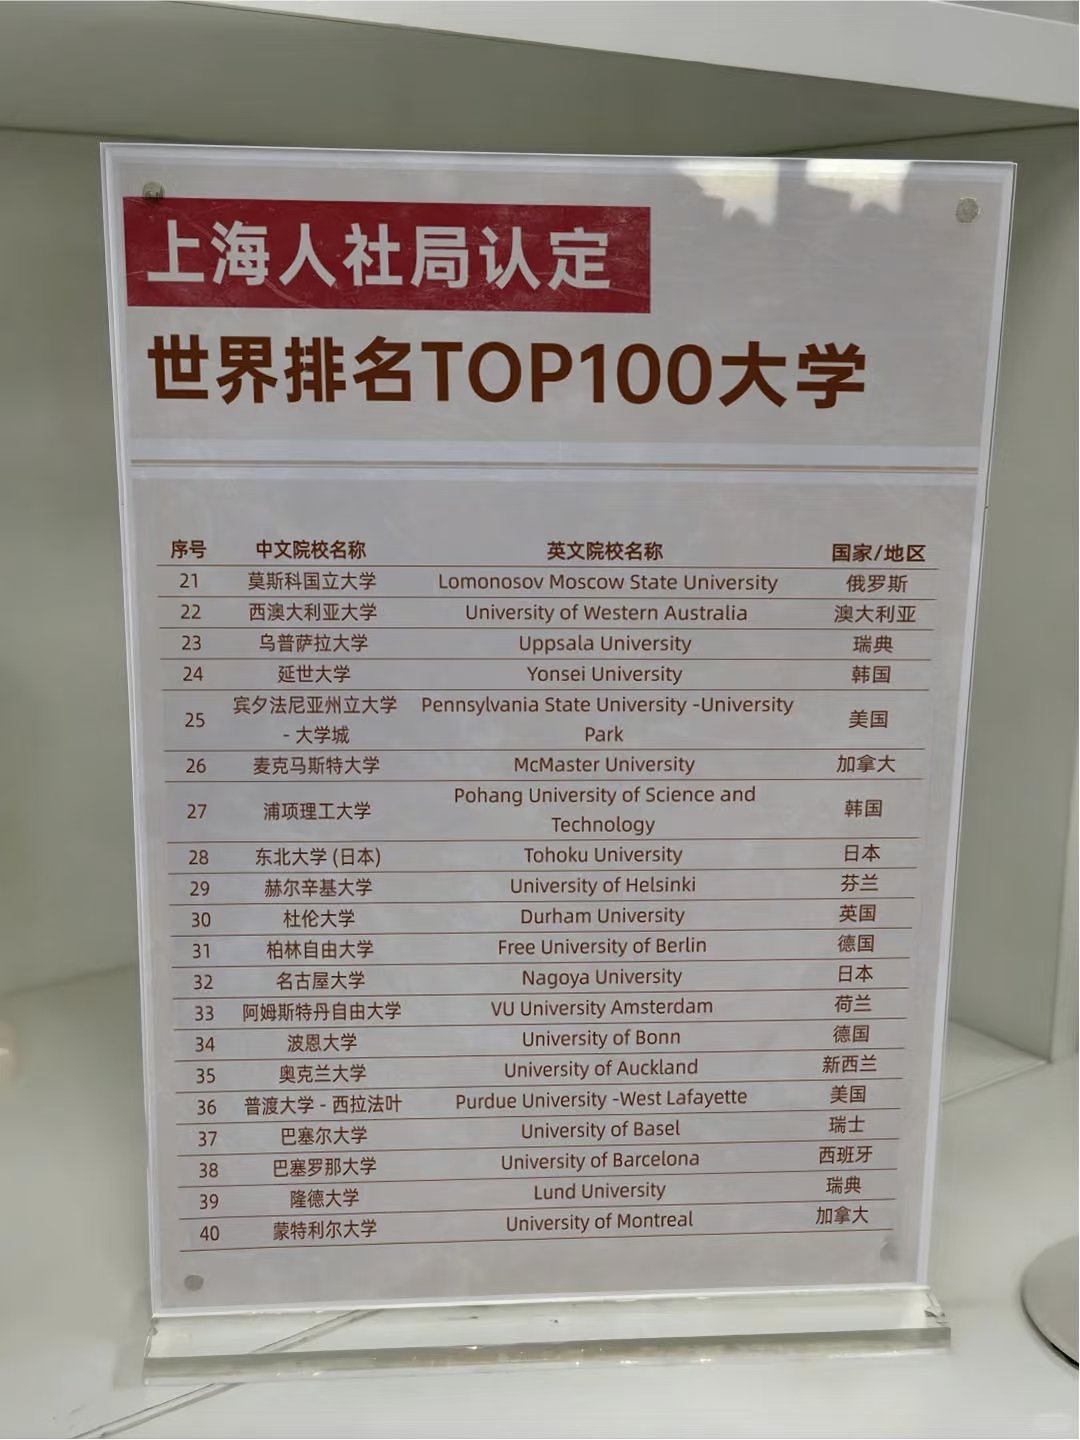 上海人社局认定
世界排名TOP100大学
序号 中文院校名称 英文院校名称 国家/地区
21 莫斯科国立大学 Lomonosov Moscow State University 俄罗斯
22 西澳大利亚大学 University of Western Australia 澳大利亚
23 乌普萨拉大学 Uppsala University 瑞典
24 延世大学 Yonsei University 韩国
25 宾夕法尼亚州立大学 Pennsylvania State University -University 美国
- 大学城 Park
26 麦克马斯特大学 McMaster University 加拿大
27 浦项理工大学 Pohang University of Science and 韩国
Technology
28 东北大学 (日本) Tohoku University 日本
29 赫尔辛基大学 University of Helsinki 芬兰
30 杜伦大学 Durham University 英国
31 柏林自由大学 Free University of Berlin 德国
32 名古屋大学 Nagoya University 日本
33 阿姆斯特丹自由大学 VU University Amsterdam 荷兰
34 波恩大学 University of Bonn 德国
35 奥克兰大学 University of Auckland 新西兰
36 普渡大学 - 西拉法叶 Purdue University -West Lafayette 美国
37 巴塞尔大学 University of Basel 瑞士
38 巴塞罗那大学 University of Barcelona 西班牙
39 隆德大学 Lund University 瑞典
40 蒙特利尔大学 University of Montreal 加拿大